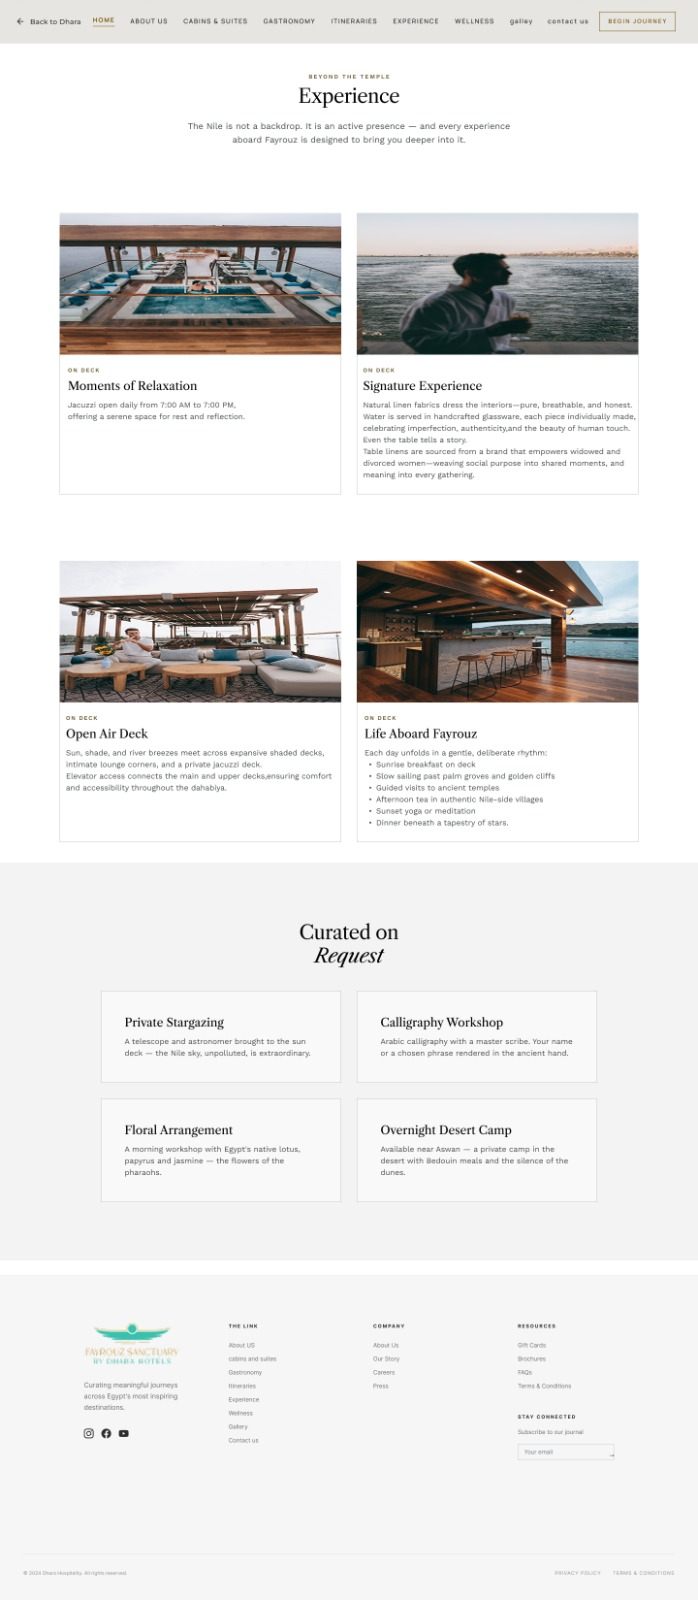 Back to Dhara
HOME
ABOUT US
CABINS & SUITES
GASTRONOMY
ITINERARIES
EXPERIENCE
WELLNESS
galley
contact us
BEGIN JOURNEY
BEYOND THE TEMPLE
Experience
The Nile is not a backdrop. It is an active presence — and every experience
aboard Fayrouz is designed to bring you deeper into it.
ON DECK
Moments of Relaxation
Jacuzzi open daily from 7:00 AM to 7:00 PM,
offering a serene space for rest and reflection.
ON DECK
Signature Experience
Natural linen fabrics dress the interiors—pure, breathable, and honest.
Water is served in handcrafted glassware, each piece individually made,
celebrating imperfection, authenticity,and the beauty of human touch.
Even the table tells a story.
Table linens are sourced from a brand that empowers widowed and
divorced women—weaving social purpose into shared moments, and
meaning into every gathering.
ON DECK
Open Air Deck
Sun, shade, and river breezes meet across expansive shaded decks,
intimate lounge corners, and a private jacuzzi deck.
Elevator access connects the main and upper decks,ensuring comfort
and accessibility throughout the dahabiya.
ON DECK
Life Aboard Fayrouz
Each day unfolds in a gentle, deliberate rhythm:
• Sunrise breakfast on deck
• Slow sailing past palm groves and golden cliffs
• Guided visits to ancient temples
• Afternoon tea in authentic Nile-side villages
• Sunset yoga or meditation
• Dinner beneath a tapestry of stars.
Curated on
Request
Private Stargazing
A telescope and astronomer brought to the sun
deck — the Nile sky, unpolluted, is extraordinary.
Calligraphy Workshop
Arabic calligraphy with a master scribe. Your name
or a chosen phrase rendered in the ancient hand.
Floral Arrangement
A morning workshop with Egypt's native lotus,
papyrus and jasmine — the flowers of the
pharaohs.
Overnight Desert Camp
Available near Aswan — a private camp in the
desert with Bedouin meals and the silence of the
dunes.
FAYROUZ SANCTUARY
BY DHARA HOTELS
Curating meaningful journeys
across Egypt's most inspiring
destinations.
THE LINK
About US
cabins and suites
Gastronomy
Itineraries
Experience
Wellness
Gallery
Contact us
COMPANY
About Us
Our Story
Careers
Press
RESOURCES
Gift Cards
Brochures
FAQs
Terms & Conditions
STAY CONNECTED
Subscribe to our journal
Your email
© 2024 Dhara Hospitality. All rights reserved.
PRIVACY POLICY
TERMS & CONDITIONS